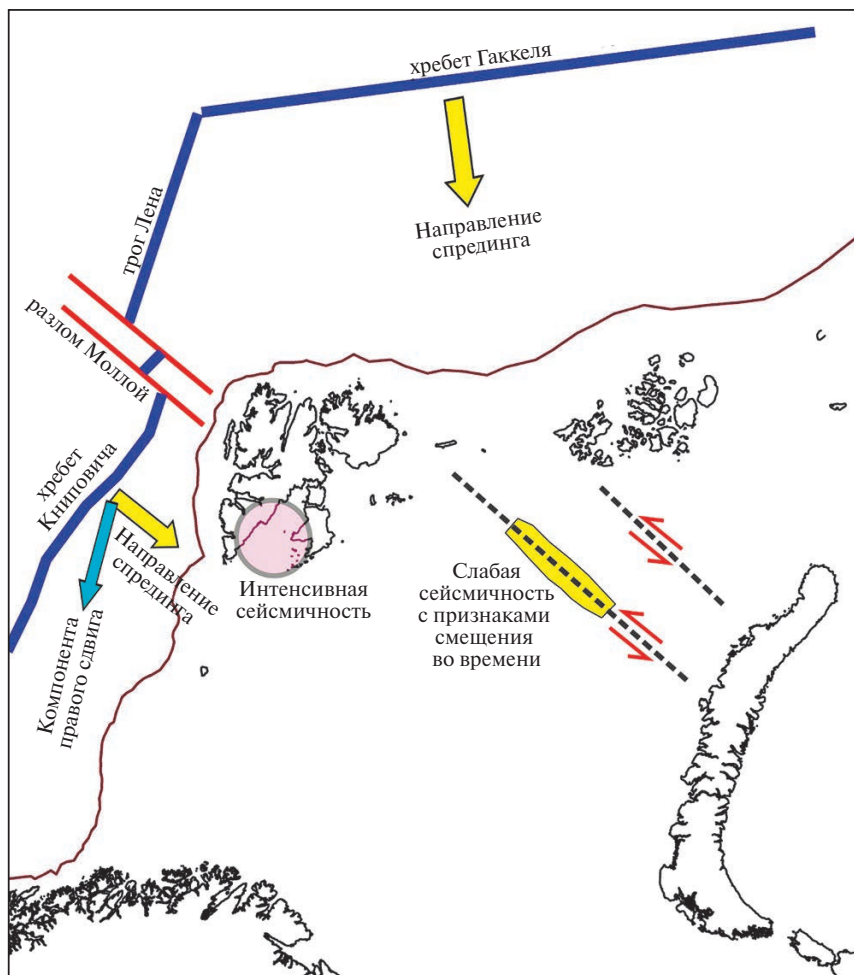 хребет Гаккеля
Направление
спрединга
трог Лена
разлом Моллой
хребет
Книповича
Направление
спрединга
Компонента
правого сдвига
Интенсивная
сейсмичность
Слабая
сейсмичность
с признаками
смещения
во времени